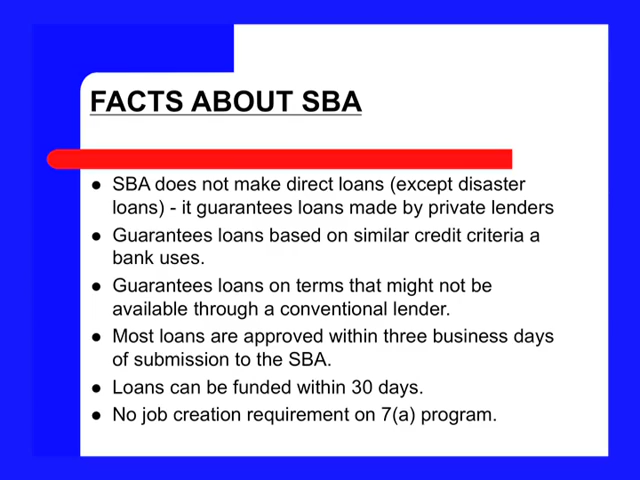 FACTS ABOUT SBA
● SBA does not make direct loans (except disaster
loans) - it guarantees loans made by private lenders
● Guarantees loans based on similar credit criteria a
bank uses.
● Guarantees loans on terms that might not be
available through a conventional lender.
● Most loans are approved within three business days
of submission to the SBA.
● Loans can be funded within 30 days.
● No job creation requirement on 7(a) program.